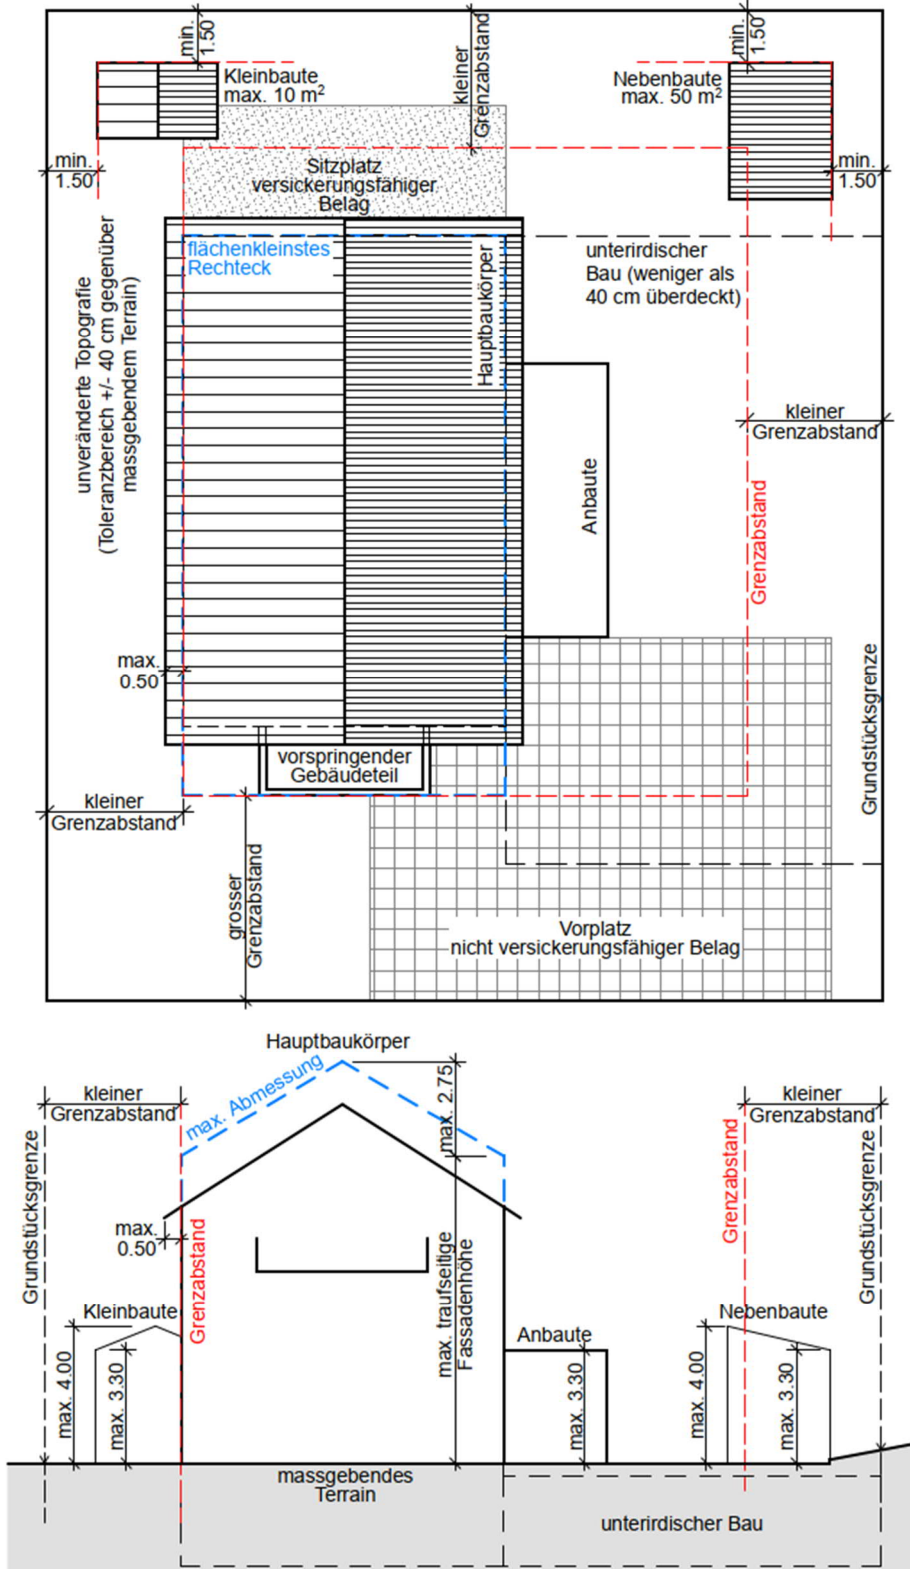 min.
1.50
kleiner
Grenzabstand
min.
1.50
Kleinbaute
max. 10 m²
Nebenbaute
max. 50 m²
min.
1.50
Sitzplatz
versickerungsfähiger
Belag
min.
1.50
flächenkleinstes
Rechteck
Hauptbaukörper
unterirdischer
Bau (weniger als
40 cm überdeckt)
unveränderte Topografie
(Toleranzbereich +/- 40 cm gegenüber
massgebendem Terrain)
kleiner
Grenzabstand
Anbaute
Grenzabstand
max.
0.50
Grundstücksgrenze
vorspringender
Gebäudeteil
kleiner
Grenzabstand
grosser
Grenzabstand
Vorplatz
nicht versickerungsfähiger Belag
Hauptbaukörper
max. Abmessung
max. 2.75
kleiner
Grenzabstand
kleiner
Grenzabstand
Grundstücksgrenze
Grenzabstand
Grundstücksgrenze
max.
0.50
Grenzabstand
max. traufseitige
Fassadenhöhe
Kleinbaute
Anbaute
Nebenbaute
max. 4.00
max. 3.30
max. 3.30
max. 4.00
max. 3.30
massgebendes
Terrain
unterirdischer Bau